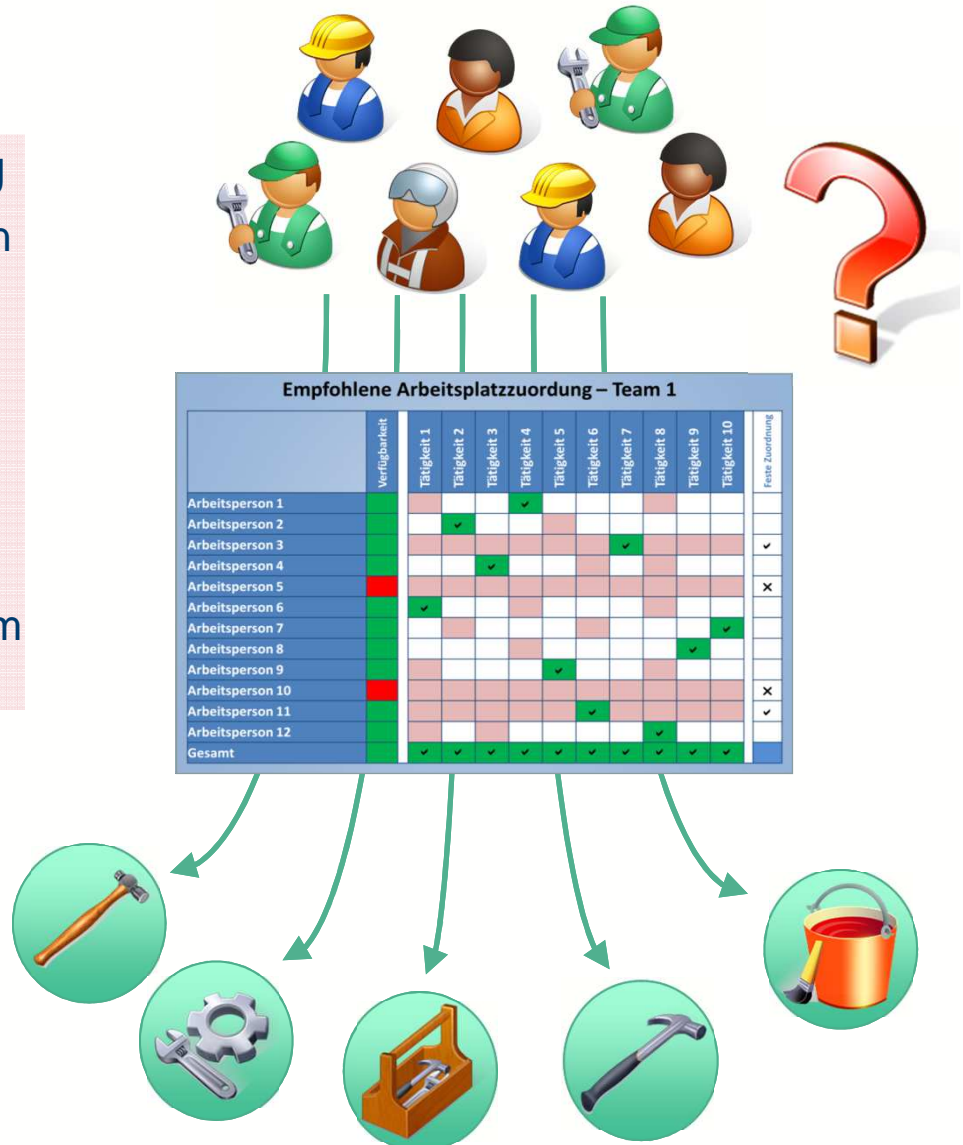 g
n
m
Empfohlene Arbeitsplatzzuordung – Team 1
Verfügbarkeit
Tätigkeit 1
Tätigkeit 2
Tätigkeit 3
Tätigkeit 4
Tätigkeit 5
Tätigkeit 6
Tätigkeit 7
Tätigkeit 8
Tätigkeit 9
Tätigkeit 10
Feste Zuordnung
Arbeitsperson 1
Arbeitsperson 2
Arbeitsperson 3
Arbeitsperson 4
Arbeitsperson 5
Arbeitsperson 6
Arbeitsperson 7
Arbeitsperson 8
Arbeitsperson 9
Arbeitsperson 10
Arbeitsperson 11
Arbeitsperson 12
Gesamt